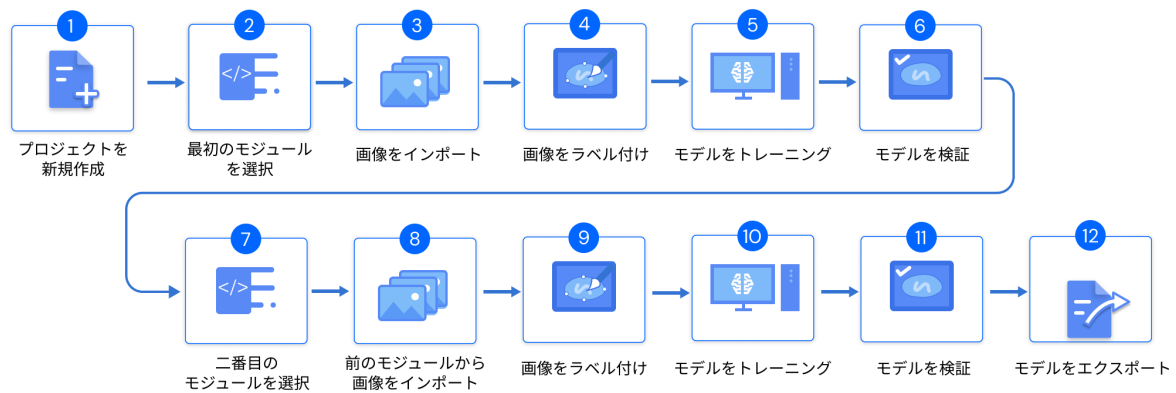 1
プロジェクトを
新規作成
2
</>
最初のモジュール
を選択
3
画像をインポート
4
画像をラベル付け
5
モデルをトレーニング
6
モデルを検証
7
</>
二番目の
モジュールを選択
8
前のモジュールから
画像をインポート
9
画像をラベル付け
10
モデルをトレーニング
11
モデルを検証
12
モデルをエクスポート